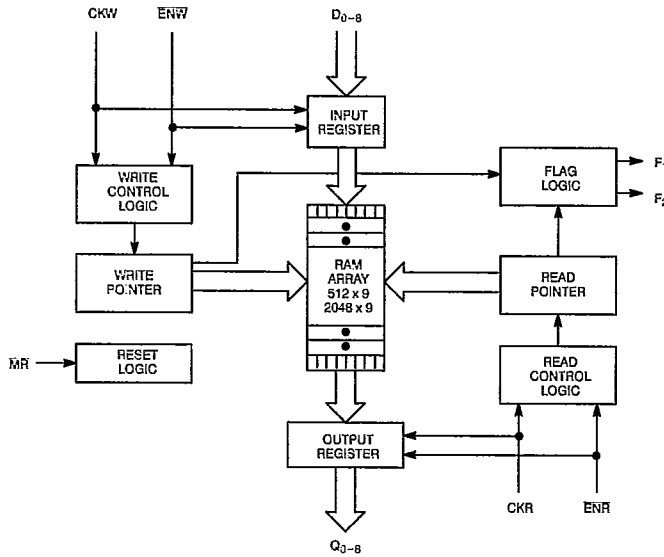 CKW
ENW
D0–8
INPUT
REGISTER
FLAG
LOGIC
WRITE
CONTROL
LOGIC
WRITE
POINTER
RAM
ARRAY
512 x 9
2048 x 9
READ
POINTER
MR
RESET
LOGIC
READ
CONTROL
LOGIC
OUTPUT
REGISTER
CKR
ENR
Q0–8